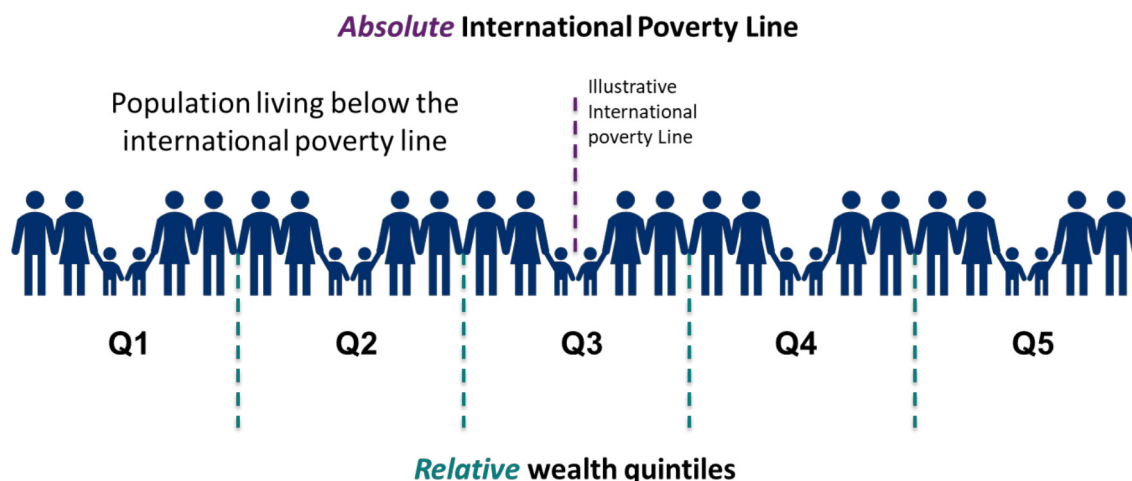 Absolute International Poverty Line
Population living below the
international poverty line
Illustrative
International
poverty Line
Q1 Q2 Q3 Q4 Q5
Relative wealth quintiles